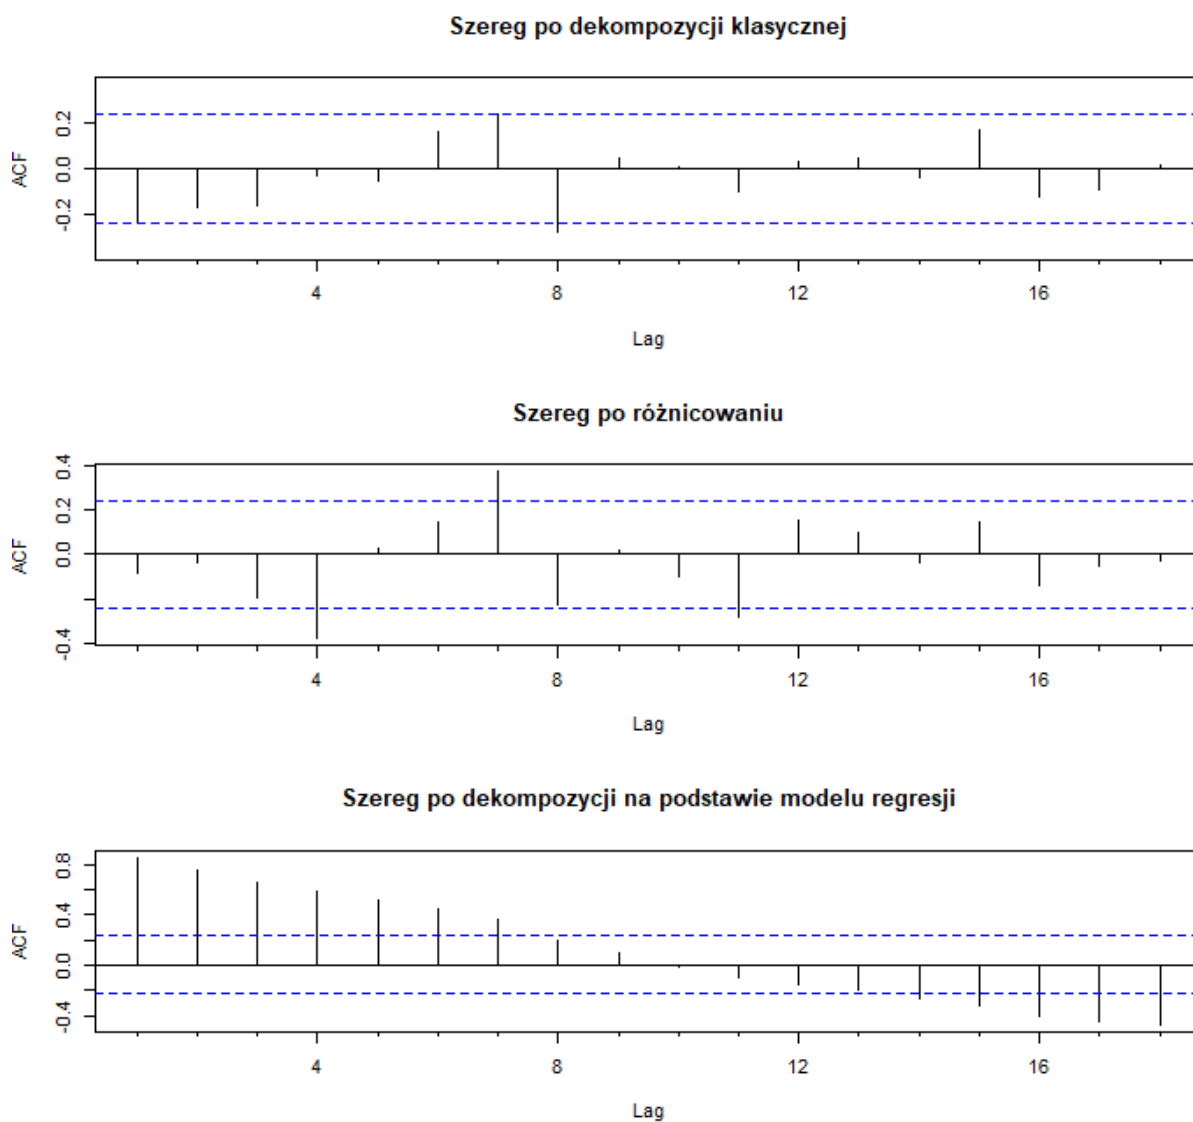 Szereg po dekompozycji klasycznej
ACF
0.2
0.0
-0.2
4 8 12 16
Lag
Szereg po różnicowaniu
ACF
0.4
0.2
0.0
-0.4
4 8 12 16
Lag
Szereg po dekompozycji na podstawie modelu regresji
ACF
0.8
0.4
0.0
-0.4
4 8 12 16
Lag